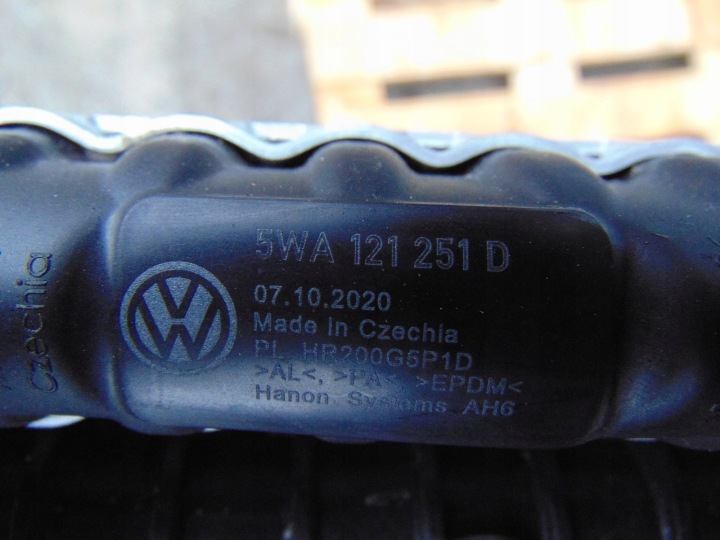 5WA 121 251 D
07.10.2020
Made in Czechia
PL HR200G5P1D
>AL<, >PA< >EPDM<
Hanon Systems AH6
Czechia